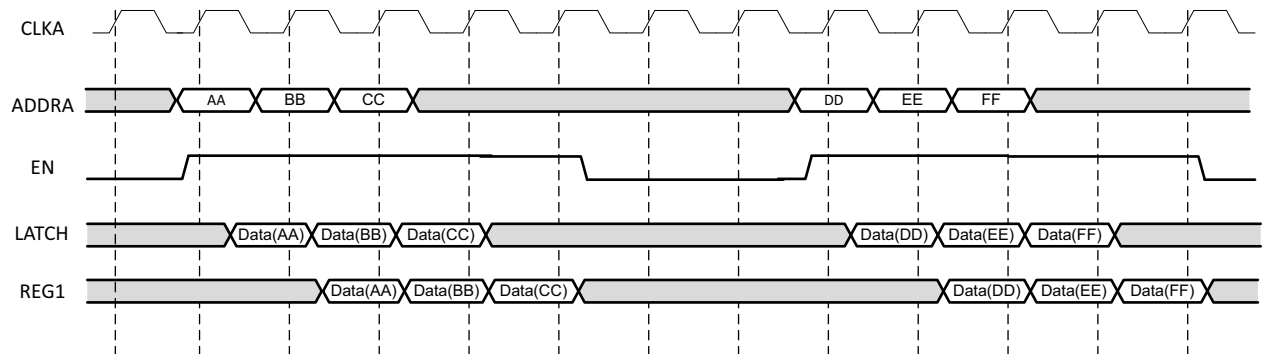 CLKA
ADDRA AA BB CC DD EE FF
EN
LATCH Data(AA) Data(BB) Data(CC) Data(DD) Data(EE) Data(FF)
REG1 Data(AA) Data(BB) Data(CC) Data(DD) Data(EE) Data(FF)